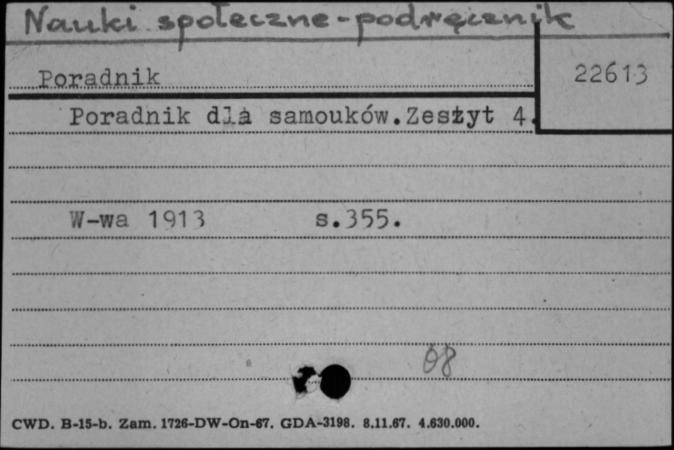 Nauki społeczne-podręcznik
Poradnik
22613
Poradnik dla samouków.Zeszyt 4.
W-wa 1913 s.355.
08
CWD. B-15-b. Zam. 1726-DW-On-67. GDA-3198. 8.11.67. 4.630.000.